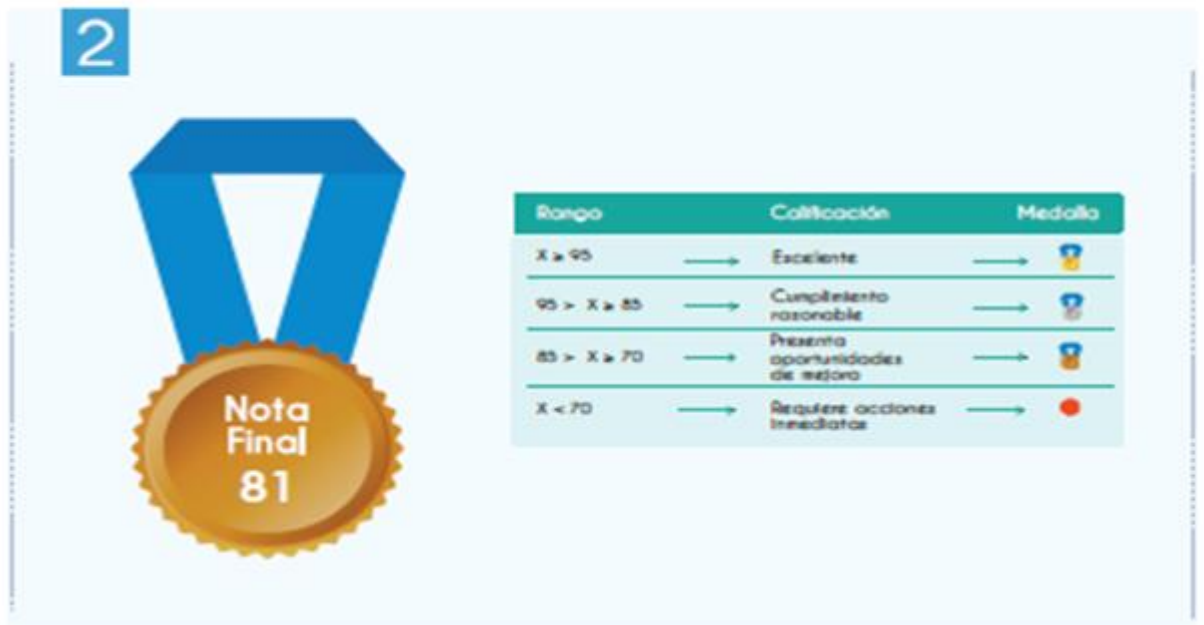 2
Nota
Final
81
Rango Calificación Medalla
X ≥ 95 Excelente
95 > X ≥ 85 Cumplimiento
razonable
85 > X ≥ 70 Presenta
oportunidades
de mejora
X < 70 Requiere acciones
inmediatas